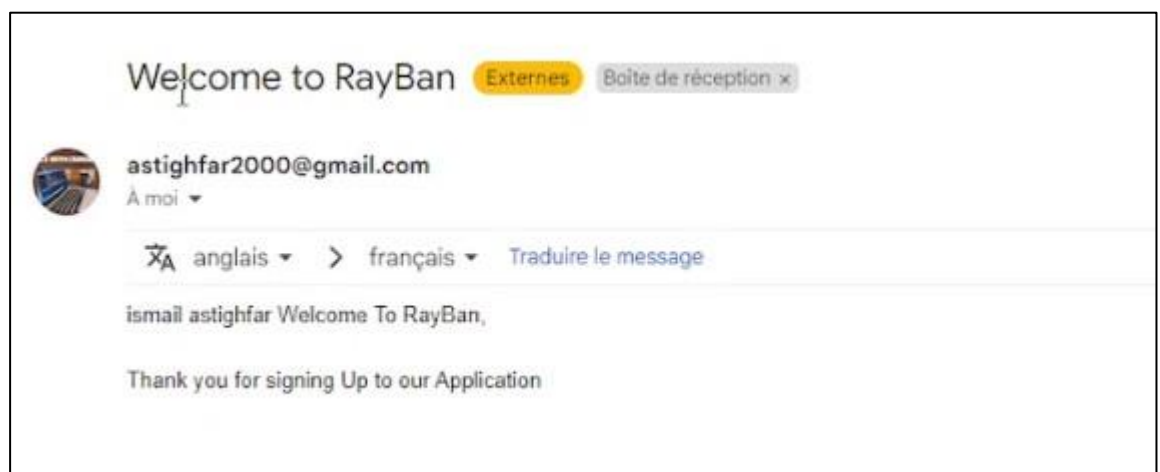 Welcome to RayBan Externes Boîte de réception ×
astighfar2000@gmail.com
À moi
anglais > français Traduire le message
ismail astighfar Welcome To RayBan,
Thank you for signing Up to our Application